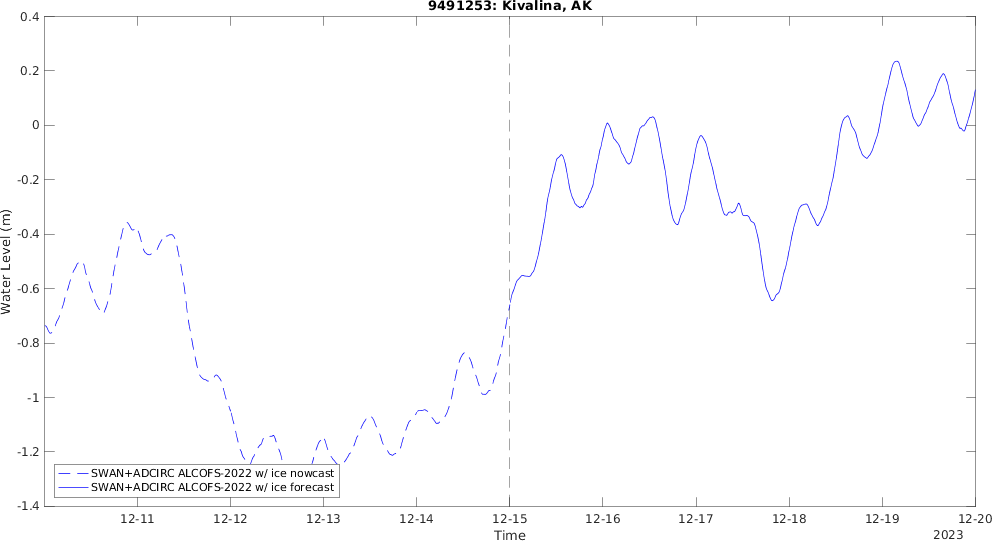 9491253: Kivalina, AK
0.4
0.2
0
-0.2
-0.4
-0.6
-0.8
-1
-1.2
-1.4
Water Level (m)
SWAN+ADCIRC ALCOFS-2022 w/ ice nowcast
SWAN+ADCIRC ALCOFS-2022 w/ ice forecast
12-11 12-12 12-13 12-14 12-15 12-16 12-17 12-18 12-19 12-20
Time
2023